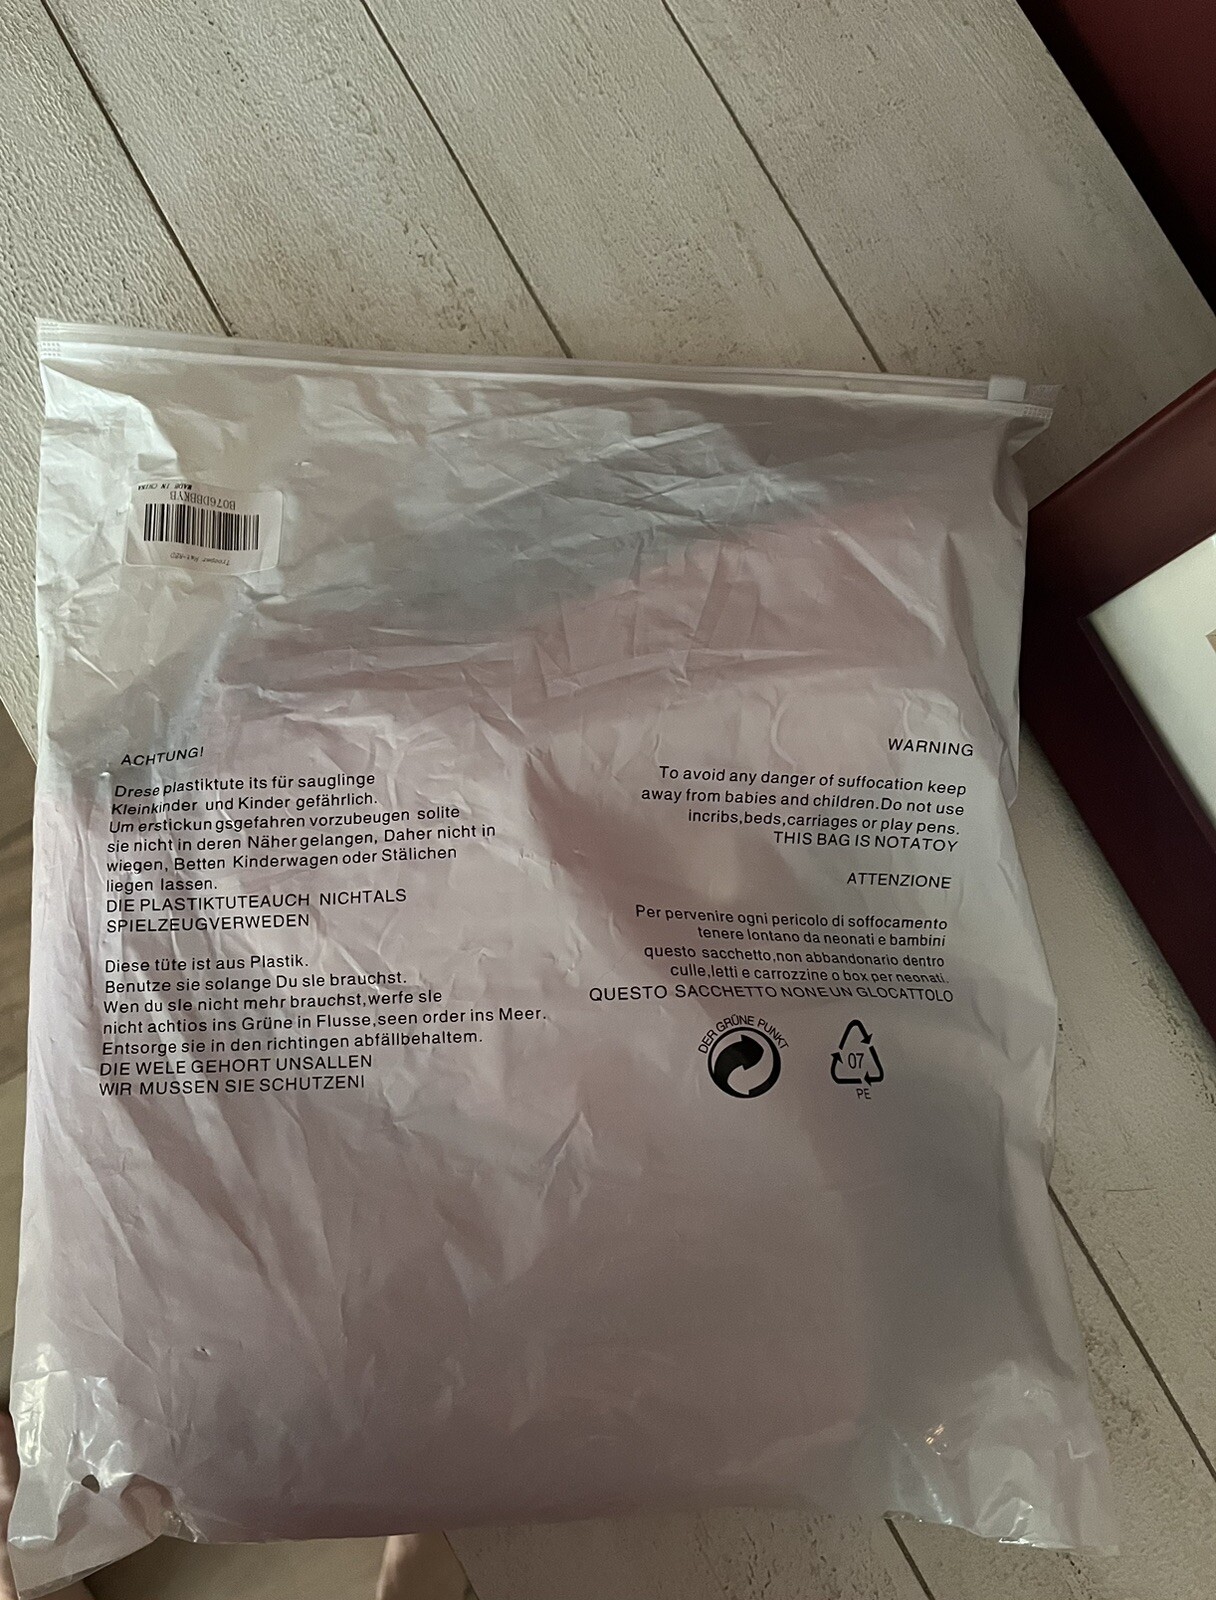 MADE IN CHINA
B076DBBKYB
ACHTUNG!
Drese plastiktute its für sauglinge
Kleinkinder und Kinder gefährlich.
Um erstickun gsgefahren vorzubeugen solite
sie nicht in deren Näher gelangen, Daher nicht in
wiegen, Betten Kinderwagen oder Stälichen
liegen lassen.
DIE PLASTIKTUTEAUCH NICHTALS
SPIELZEUGVERWEDEN
Diese tüte ist aus Plastik.
Benutze sie solange Du sle brauchst.
Wen du sle nicht mehr brauchst,werfe sle
nicht achtios ins Grüne in Flusse,seen order ins Meer.
Entsorge sie in den richtingen abfällbehaltem.
DIE WELE GEHORT UNSALLEN
WIR MUSSEN SIE SCHUTZENI
WARNING
To avoid any danger of suffocation keep
away from babies and children.Do not use
incribs,beds,carriages or play pens.
THIS BAG IS NOTATOY
ATTENZIONE
Per pervenire ogni pericolo di soffocamento
tenere lontano da neonati e bambini
questo sacchetto,non abbandonario dentro
culle,letti e carrozzine o box per neonati.
QUESTO SACCHETTO NONEUN GLOCATTOLO
DER GRÜNE PUNKT
07
PE